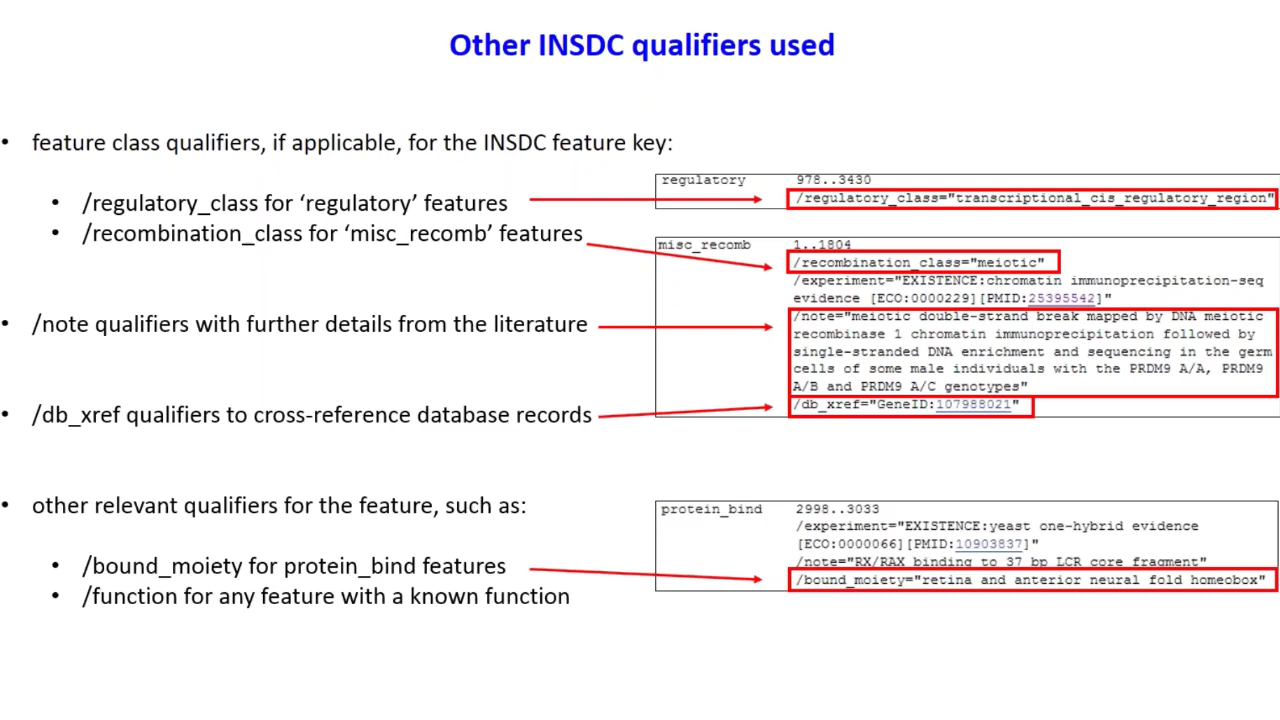 Other INSDC qualifiers used
• feature class qualifiers, if applicable, for the INSDC feature key:
• /regulatory_class for ‘regulatory’ features
• /recombination_class for ‘misc_recomb’ features
• /note qualifiers with further details from the literature
• /db_xref qualifiers to cross-reference database records
• other relevant qualifiers for the feature, such as:
• /bound_moiety for protein_bind features
• /function for any feature with a known function
regulatory 978..3430
/regulatory_class="transcriptional_cis_regulatory_region"
misc_recomb 1..1804
/recombination_class="meiotic"
/experiment="EXISTENCE:chromatin immunoprecipitation-seq
evidence [ECO:0000229][PMID:25395542]"
/note="meiotic double-strand break mapped by DNA meiotic
recombinase 1 chromatin immunoprecipitation followed by
single-stranded DNA enrichment and sequencing in the germ
cells of some male individuals with the PRDM9 A/A, PRDM9
A/B and PRDM9 A/C genotypes"
/db_xref="GeneID:107988021"
protein_bind 2998..3033
/experiment="EXISTENCE:yeast one-hybrid evidence
[ECO:0000066][PMID:10903837]"
/note="RX/RAX binding to 37 bp LCR core fragment"
/bound_moiety="retina and anterior neural fold homeobox"